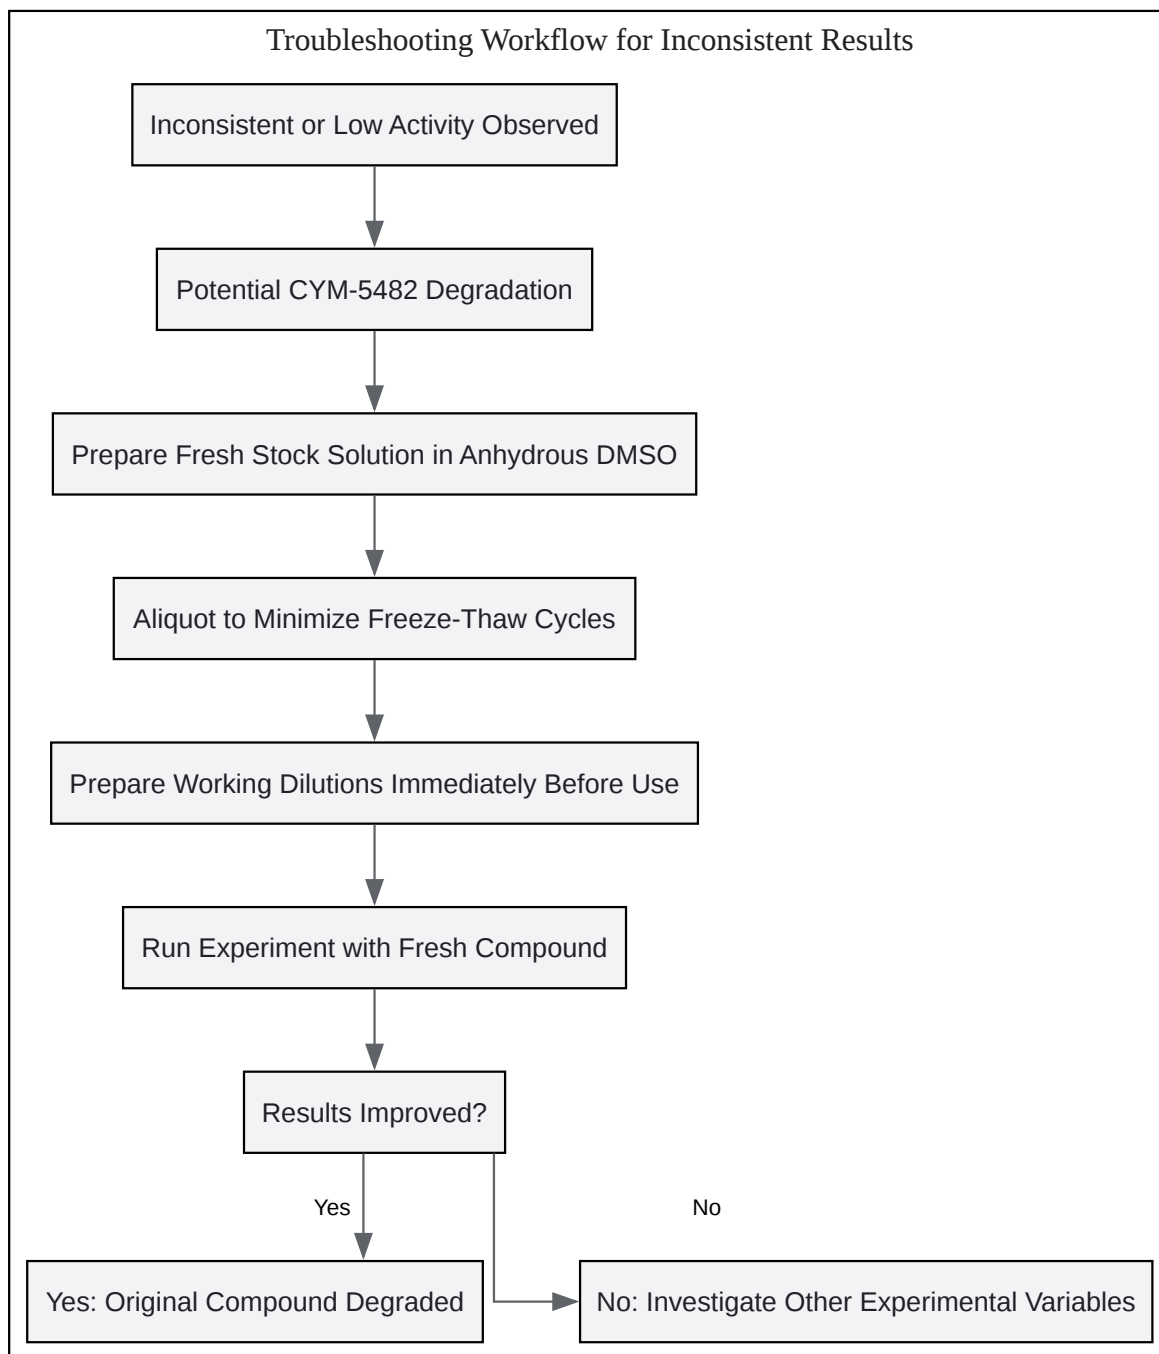 Troubleshooting Workflow for Inconsistent Results
Inconsistent or Low Activity Observed
Potential CYM-5482 Degradation
Prepare Fresh Stock Solution in Anhydrous DMSO
Aliquot to Minimize Freeze-Thaw Cycles
Prepare Working Dilutions Immediately Before Use
Run Experiment with Fresh Compound
Results Improved?
Yes
No
Yes: Original Compound Degraded
No: Investigate Other Experimental Variables